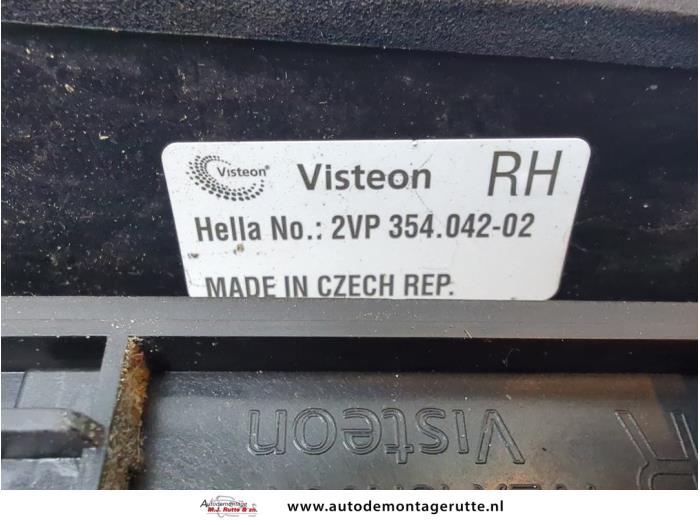 Visteon® Visteon RH
Hella No.: 2VP 354.042-02
MADE IN CZECH REP.
Visteon
R
Autodemontage
M.J. Rutte & zn.
www.autodemontagerutte.nl